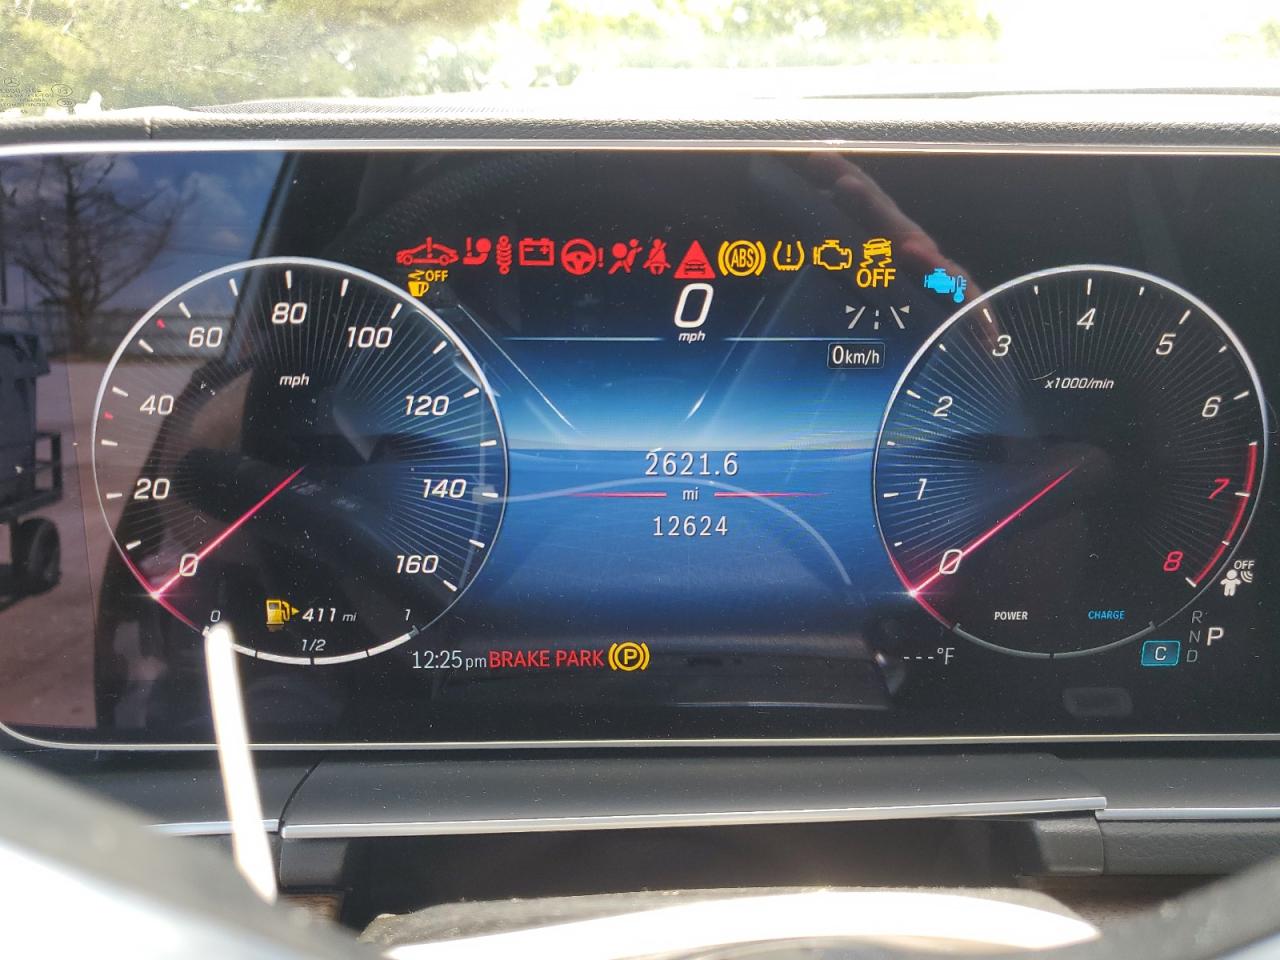 OFF
ABS
OFF
0
mph
0km/h
20
40
60
80
100
120
140
160
0
mph
2621.6
mi
12624
0
1
2
3
4
5
6
7
8
x1000/min
0 1/2 1
411 mi
POWER
CHARGE
OFF
12:25pm BRAKE PARK P
---°F
C
R
N
D
P